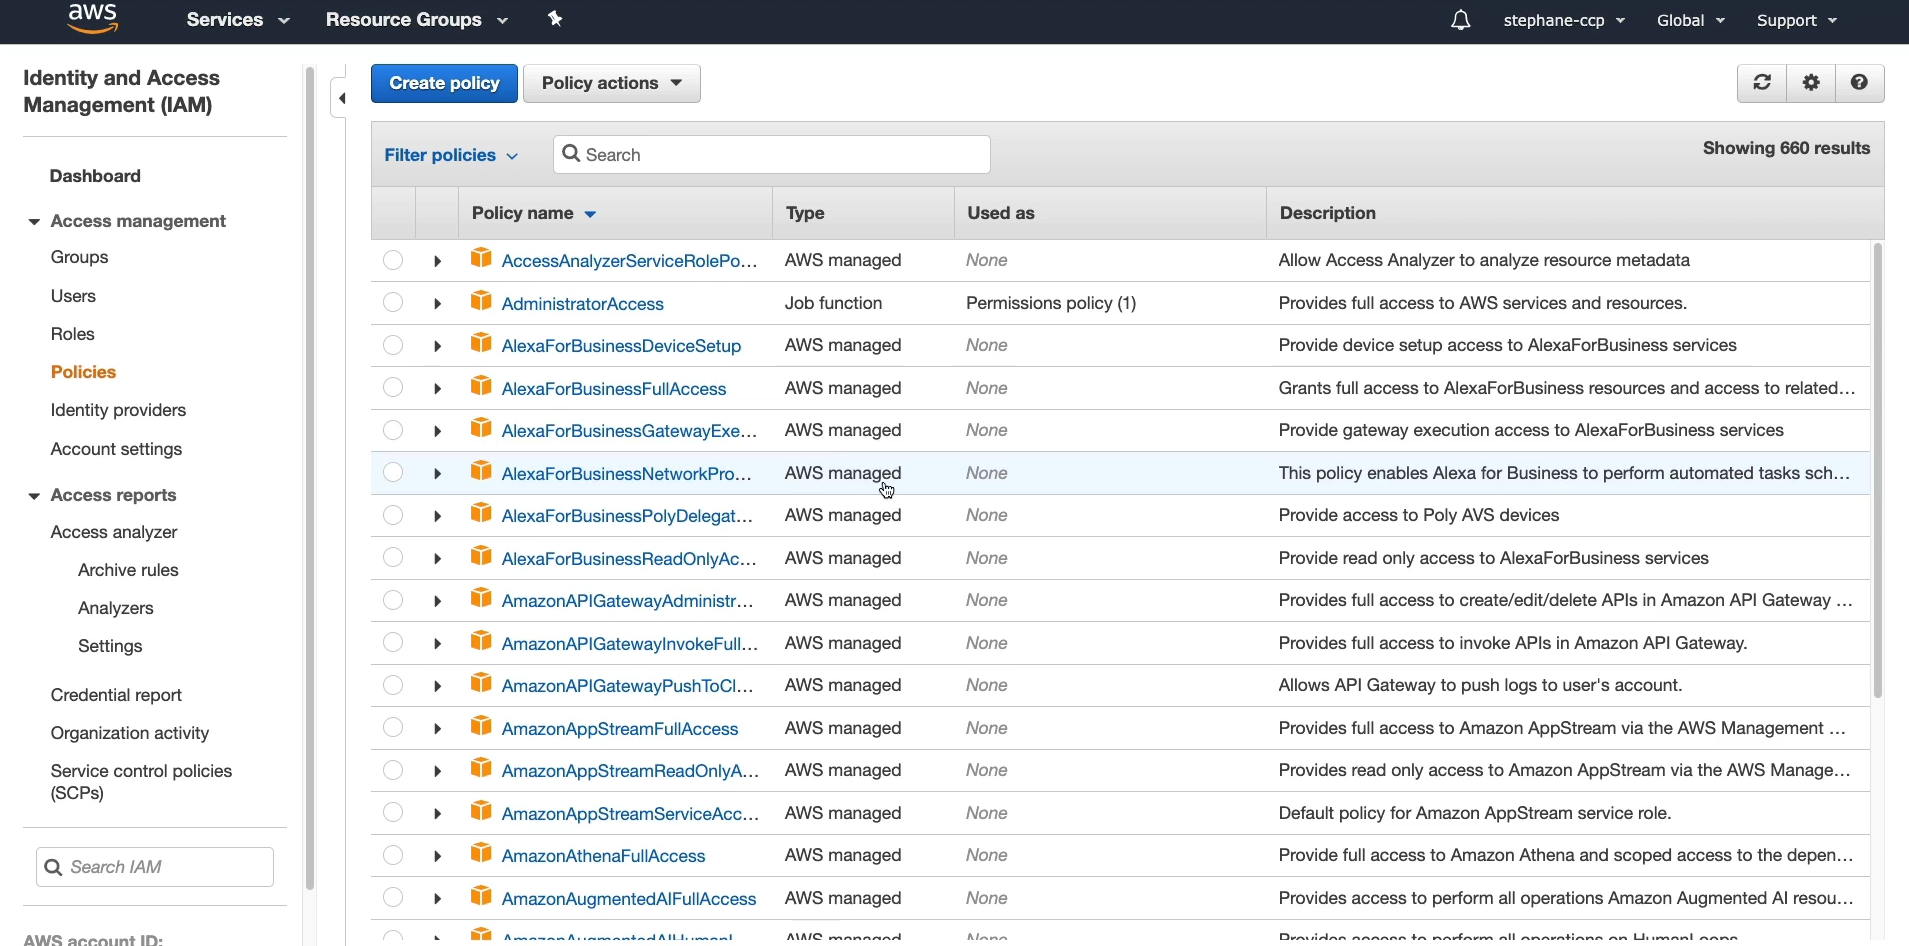 aws
Services
Resource Groups
stephane-ccp
Global
Support
Identity and Access
Management (IAM)
Dashboard
Access management
Groups
Users
Roles
Policies
Identity providers
Account settings
Access reports
Access analyzer
Archive rules
Analyzers
Settings
Credential report
Organization activity
Service control policies
(SCPs)
Search IAM
AWS account ID:
Create policy
Policy actions
Filter policies
Search
Showing 660 results
Policy name Type Used as Description
AccessAnalyzerServiceRolePo... AWS managed None Allow Access Analyzer to analyze resource metadata
AdministratorAccess Job function Permissions policy (1) Provides full access to AWS services and resources.
AlexaForBusinessDeviceSetup AWS managed None Provide device setup access to AlexaForBusiness services
AlexaForBusinessFullAccess AWS managed None Grants full access to AlexaForBusiness resources and access to related...
AlexaForBusinessGatewayExe... AWS managed None Provide gateway execution access to AlexaForBusiness services
AlexaForBusinessNetworkPro... AWS managed None This policy enables Alexa for Business to perform automated tasks sch...
AlexaForBusinessPolyDelegat... AWS managed None Provide access to Poly AVS devices
AlexaForBusinessReadOnlyAc... AWS managed None Provide read only access to AlexaForBusiness services
AmazonAPIGatewayAdministr... AWS managed None Provides full access to create/edit/delete APIs in Amazon API Gateway ...
AmazonAPIGatewayInvokeFull... AWS managed None Provides full access to invoke APIs in Amazon API Gateway.
AmazonAPIGatewayPushToCl... AWS managed None Allows API Gateway to push logs to user's account.
AmazonAppStreamFullAccess AWS managed None Provides full access to Amazon AppStream via the AWS Management ...
AmazonAppStreamReadOnlyA... AWS managed None Provides read only access to Amazon AppStream via the AWS Manage...
AmazonAppStreamServiceAcc... AWS managed None Default policy for Amazon AppStream service role.
AmazonAthenaFullAccess AWS managed None Provide full access to Amazon Athena and scoped access to the depen...
AmazonAugmentedAIFullAccess AWS managed None Provides access to perform all operations Amazon Augmented AI resou...
AmazonAugmentedAIHumanL AWS managed None Provides access to perform all operations on HumanLoops